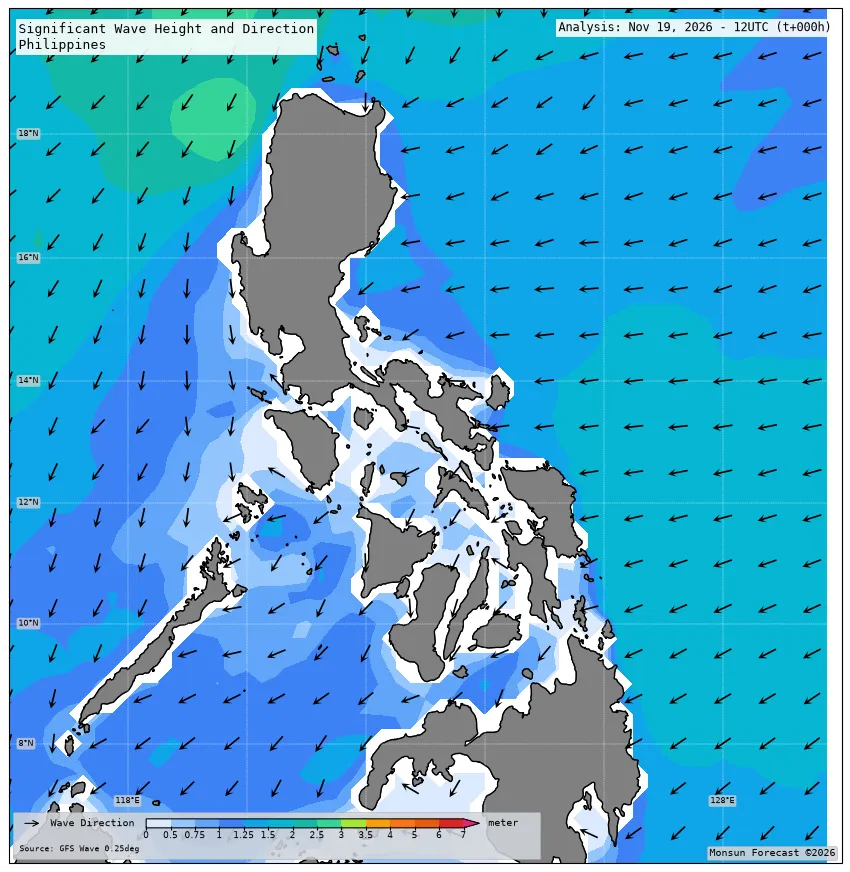 Significant Wave Height and Direction
Philippines
Analysis: Nov 19, 2026 - 12UTC (t+000h)
18°N
16°N
14°N
12°N
10°N
8°N
118°E
128°E
Wave Direction
0 0.5 0.75 1 1.25 1.5 2 2.5 3 3.5 4 5 6 7 meter
Source: GFS Wave 0.25deg
Monsun Forecast ©2026